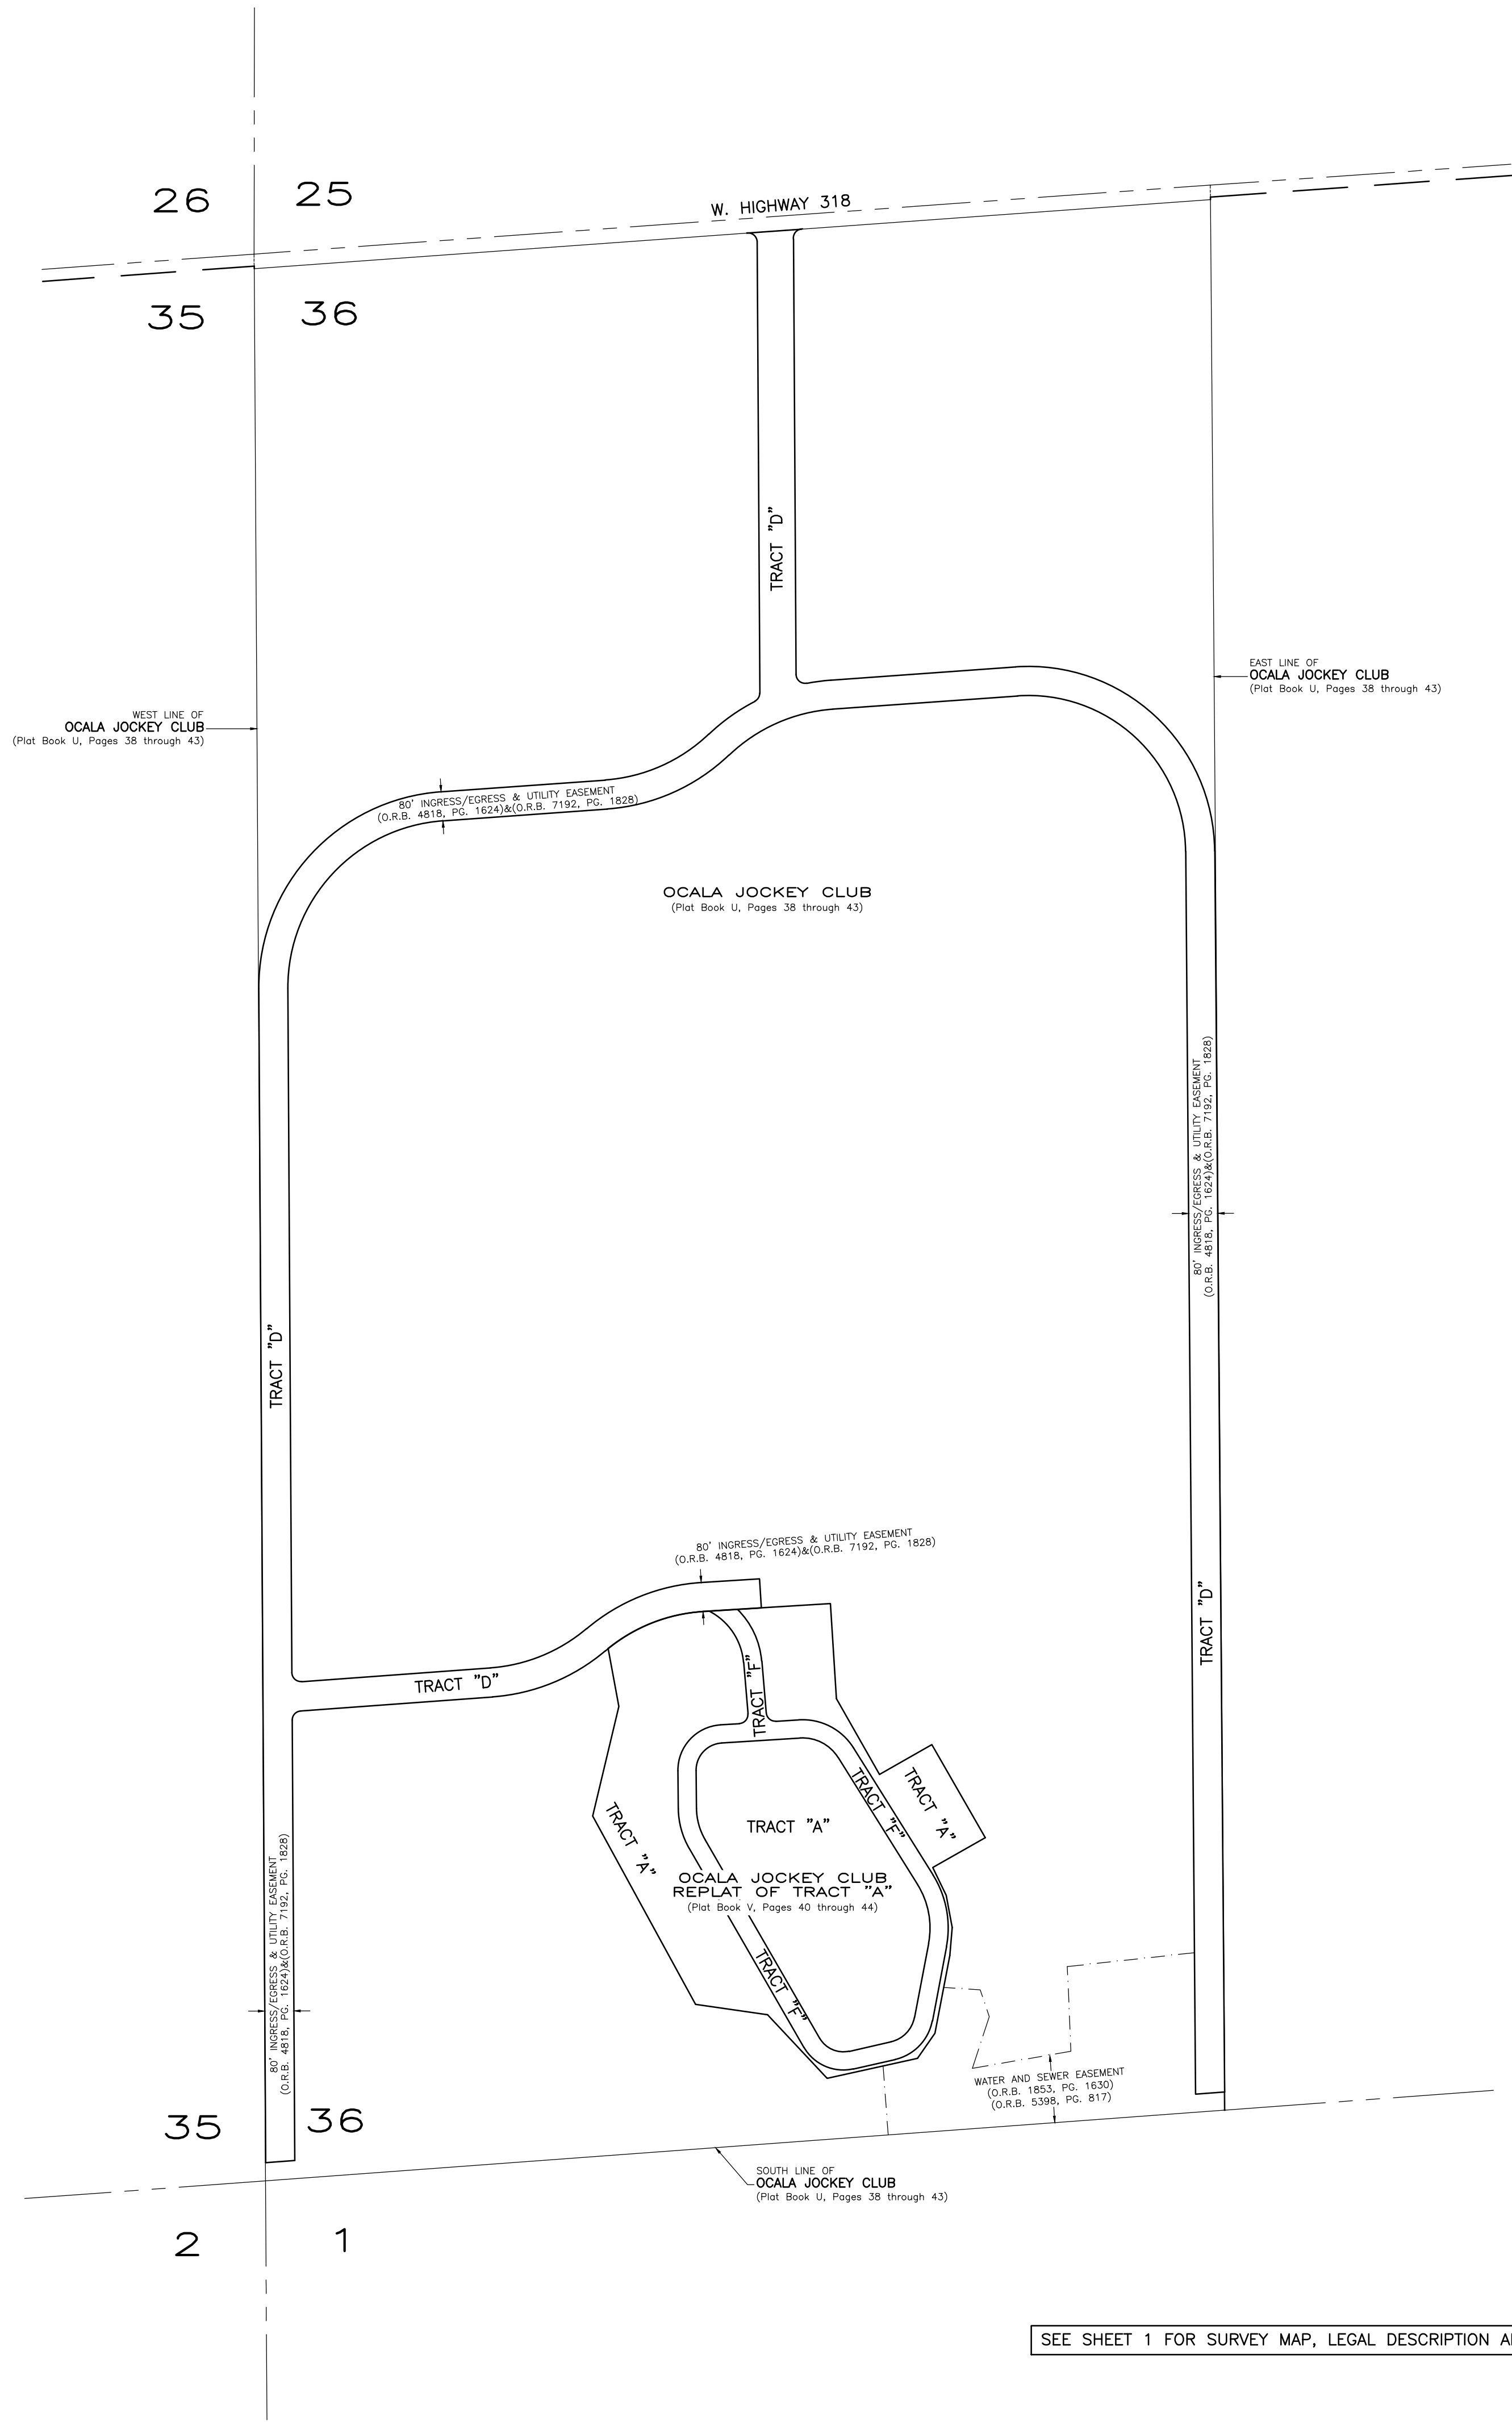 26
25
W. HIGHWAY 318
35
36
TRACT "D"
EAST LINE OF
OCALA JOCKEY CLUB
(Plat Book U, Pages 38 through 43)
WEST LINE OF
OCALA JOCKEY CLUB
(Plat Book U, Pages 38 through 43)
80' INGRESS/EGRESS & UTILITY EASEMENT
(O.R.B. 4818, PG. 1624)&(O.R.B. 7192, PG. 1828)
OCALA JOCKEY CLUB
(Plat Book U, Pages 38 through 43)
80' INGRESS/EGRESS & UTILITY EASEMENT
(O.R.B. 4818, PG. 1624)&(O.R.B. 7192, PG. 1828)
TRACT "D"
80' INGRESS/EGRESS & UTILITY EASEMENT
(O.R.B. 4818, PG. 1624)&(O.R.B. 7192, PG. 1828)
TRACT "D"
TRACT "D"
TRACT "F"
TRACT "A"
TRACT "F"
TRACT "A"
TRACT "A"
OCALA JOCKEY CLUB
REPLAT OF TRACT "A"
(Plat Book V, Pages 40 through 44)
80' INGRESS/EGRESS & UTILITY EASEMENT
(O.R.B. 4818, PG. 1624)&(O.R.B. 7192, PG. 1828)
TRACT "F"
WATER AND SEWER EASEMENT
(O.R.B. 1853, PG. 1630)
(O.R.B. 5398, PG. 817)
35
36
SOUTH LINE OF
OCALA JOCKEY CLUB
(Plat Book U, Pages 38 through 43)
2
1
SEE SHEET 1 FOR SURVEY MAP, LEGAL DESCRIPTION